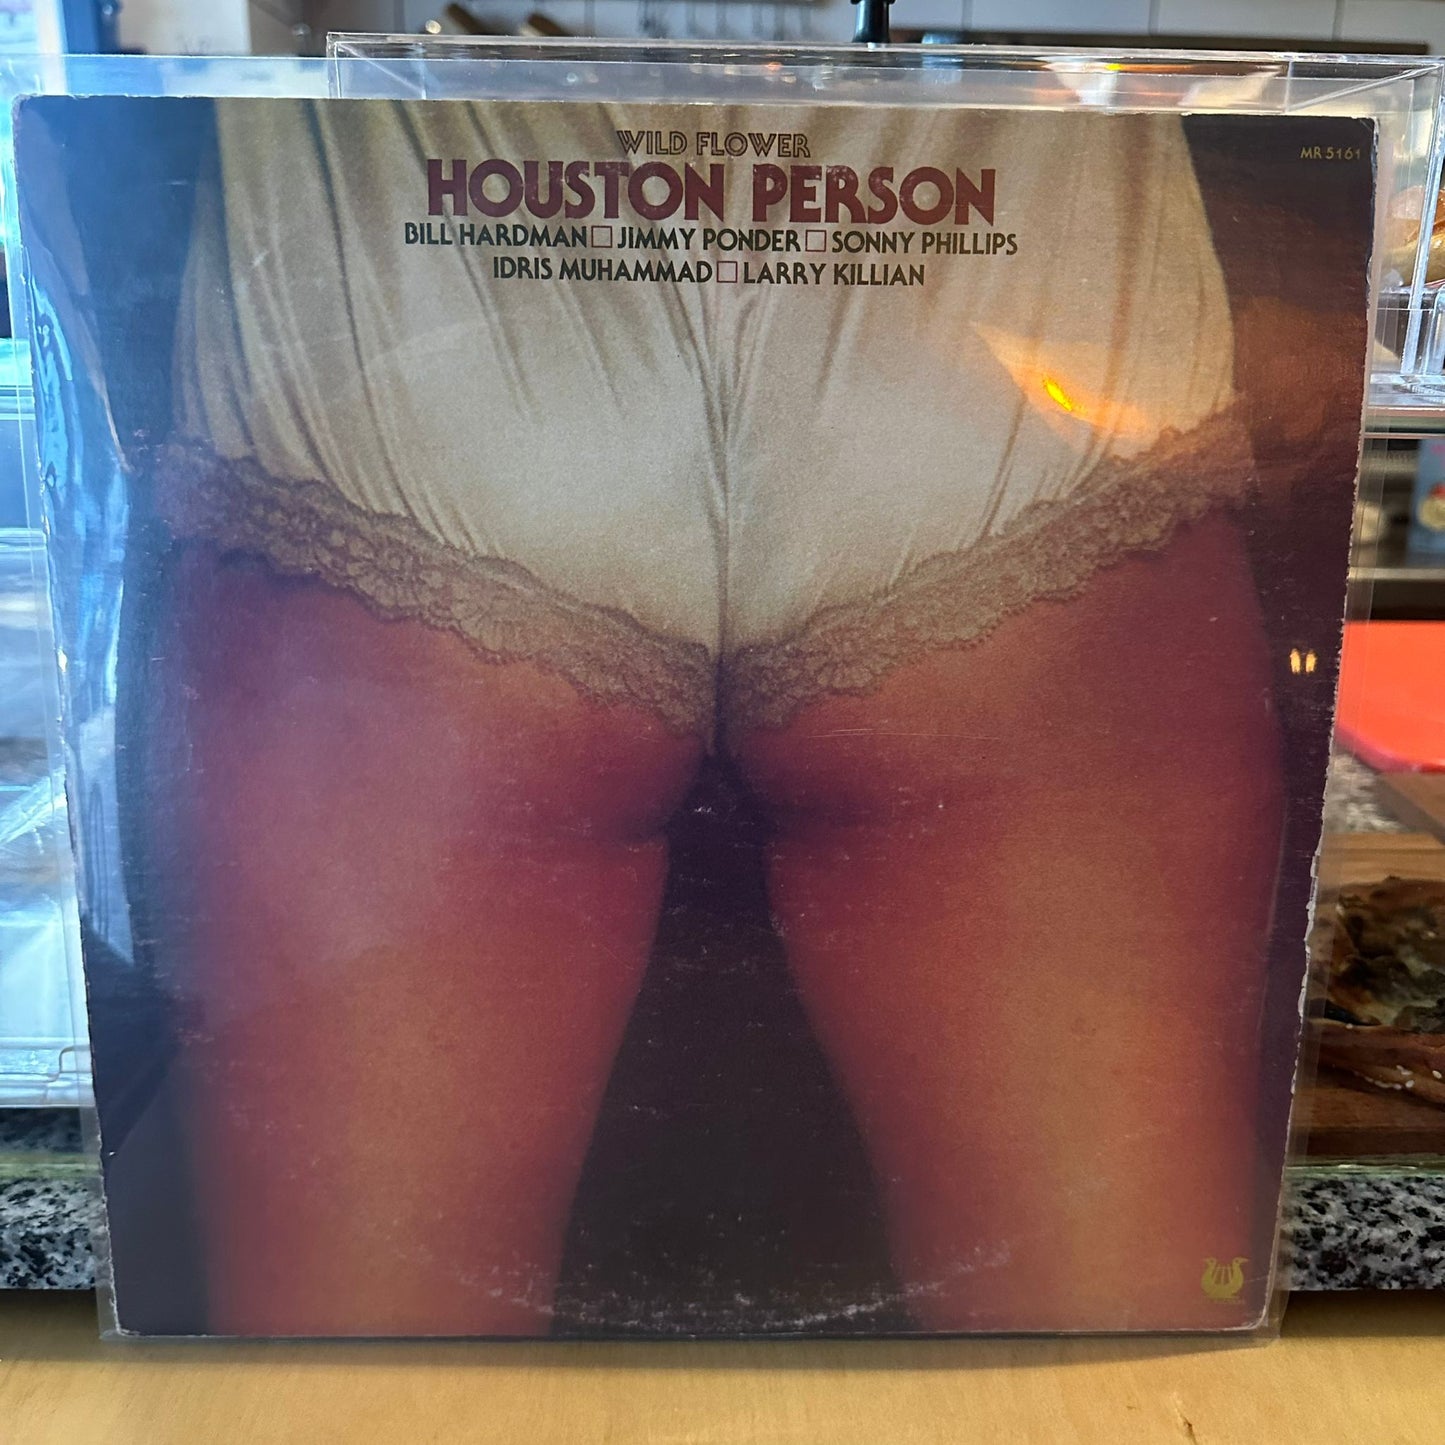 WILD FLOWER
MR 5161
HOUSTON PERSON
BILL HARDMAN□JIMMY PONDER□SONNY PHILLIPS
IDRIS MUHAMMAD□LARRY KILLIAN